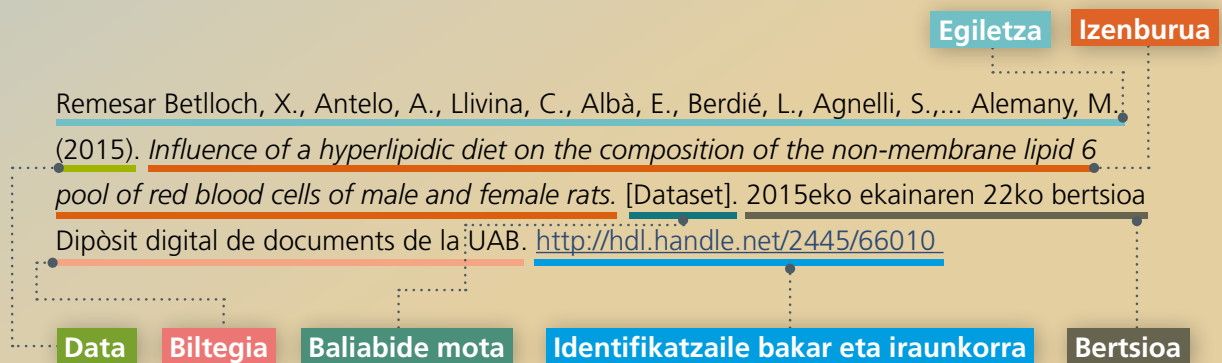 Egiletza Izenburua
Remesar Betlloch, X., Antelo, A., Llivina, C., Albà, E., Berdié, L., Agnelli, S.,... Alemany, M.
(2015). Influence of a hyperlipidic diet on the composition of the non-membrane lipid 6
pool of red blood cells of male and female rats. [Dataset]. 2015eko ekainaren 22ko bertsioa
Dipòsit digital de documents de la UAB. http://hdl.handle.net/2445/66010
Data Biltegia Baliabide mota Identifikatzaile bakar eta iraunkorra Bertsioa